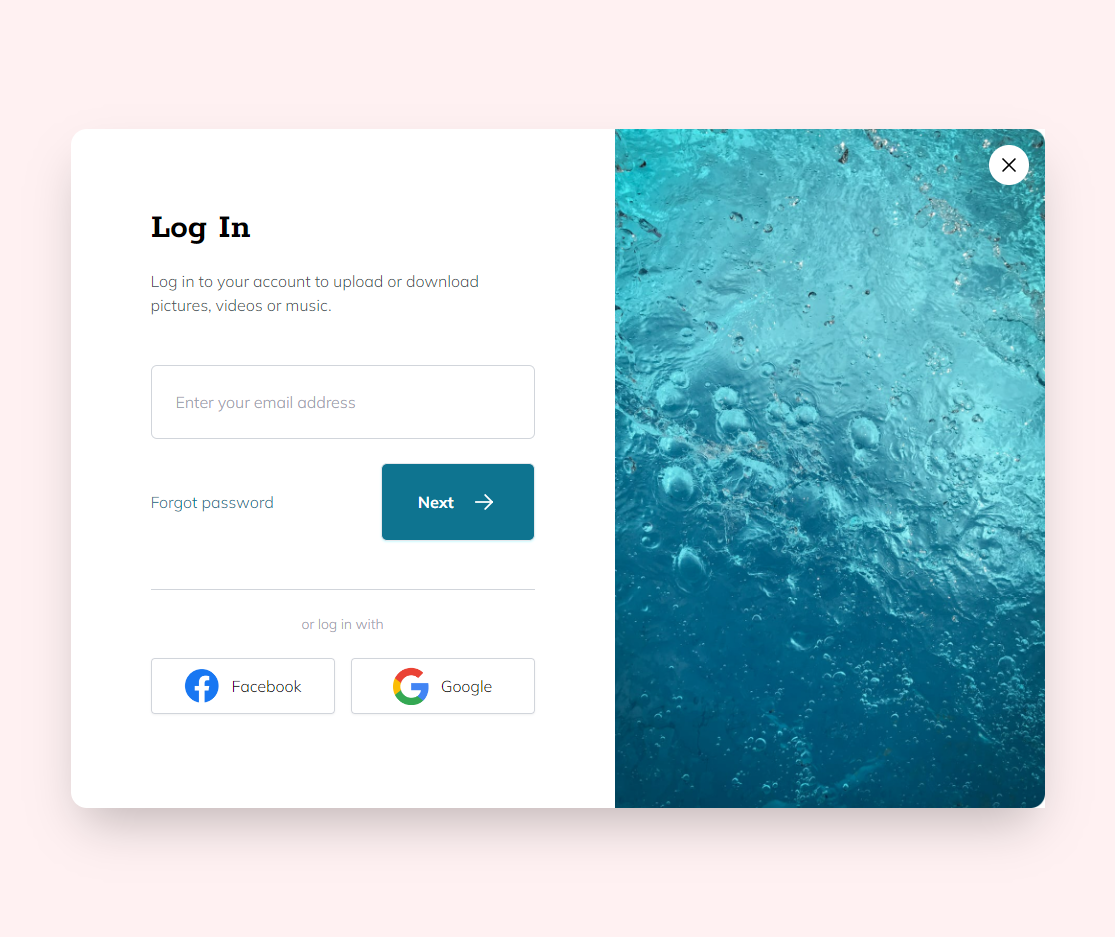 Log In
Log in to your account to upload or download
pictures, videos or music.
Enter your email address
Forgot password
Next
or log in with
Facebook
Google